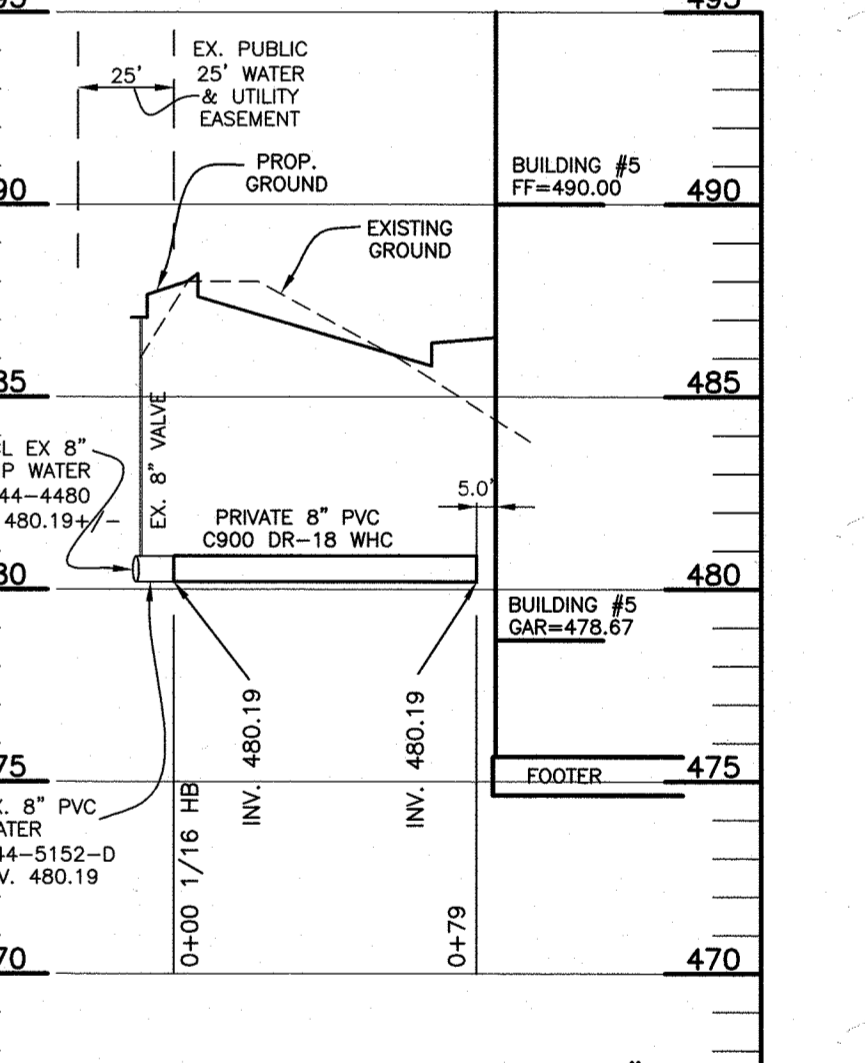 495
EX. PUBLIC
25' WATER
& UTILITY
EASEMENT
25'
PROP.
GROUND
BUILDING #5
FF=490.00
90
490
EXISTING
GROUND
85
485
L EX 8"
P WATER
44-4480
480.19+/-
EX. 8" VALVE
5.0'
PRIVATE 8" PVC
C900 DR-18 WHC
80
480
BUILDING #5
GAR=478.67
INV. 480.19
INV. 480.19
75
475
FOOTER
X. 8" PVC
ATER
44-5152-D
V. 480.19
0+00 1/16 HB
0+79
70
470